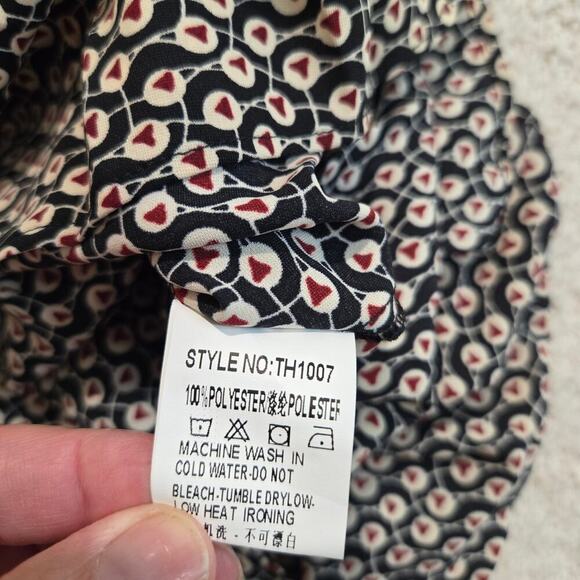 STYLE NO:TH1007
100%POLYESTER涤纶POLIESTER
MACHINE WASH IN
COLD WATER-DO NOT
BLEACH-TUMBLE DRYLOW-
LOW HEAT IRONING
机洗·不可漂白